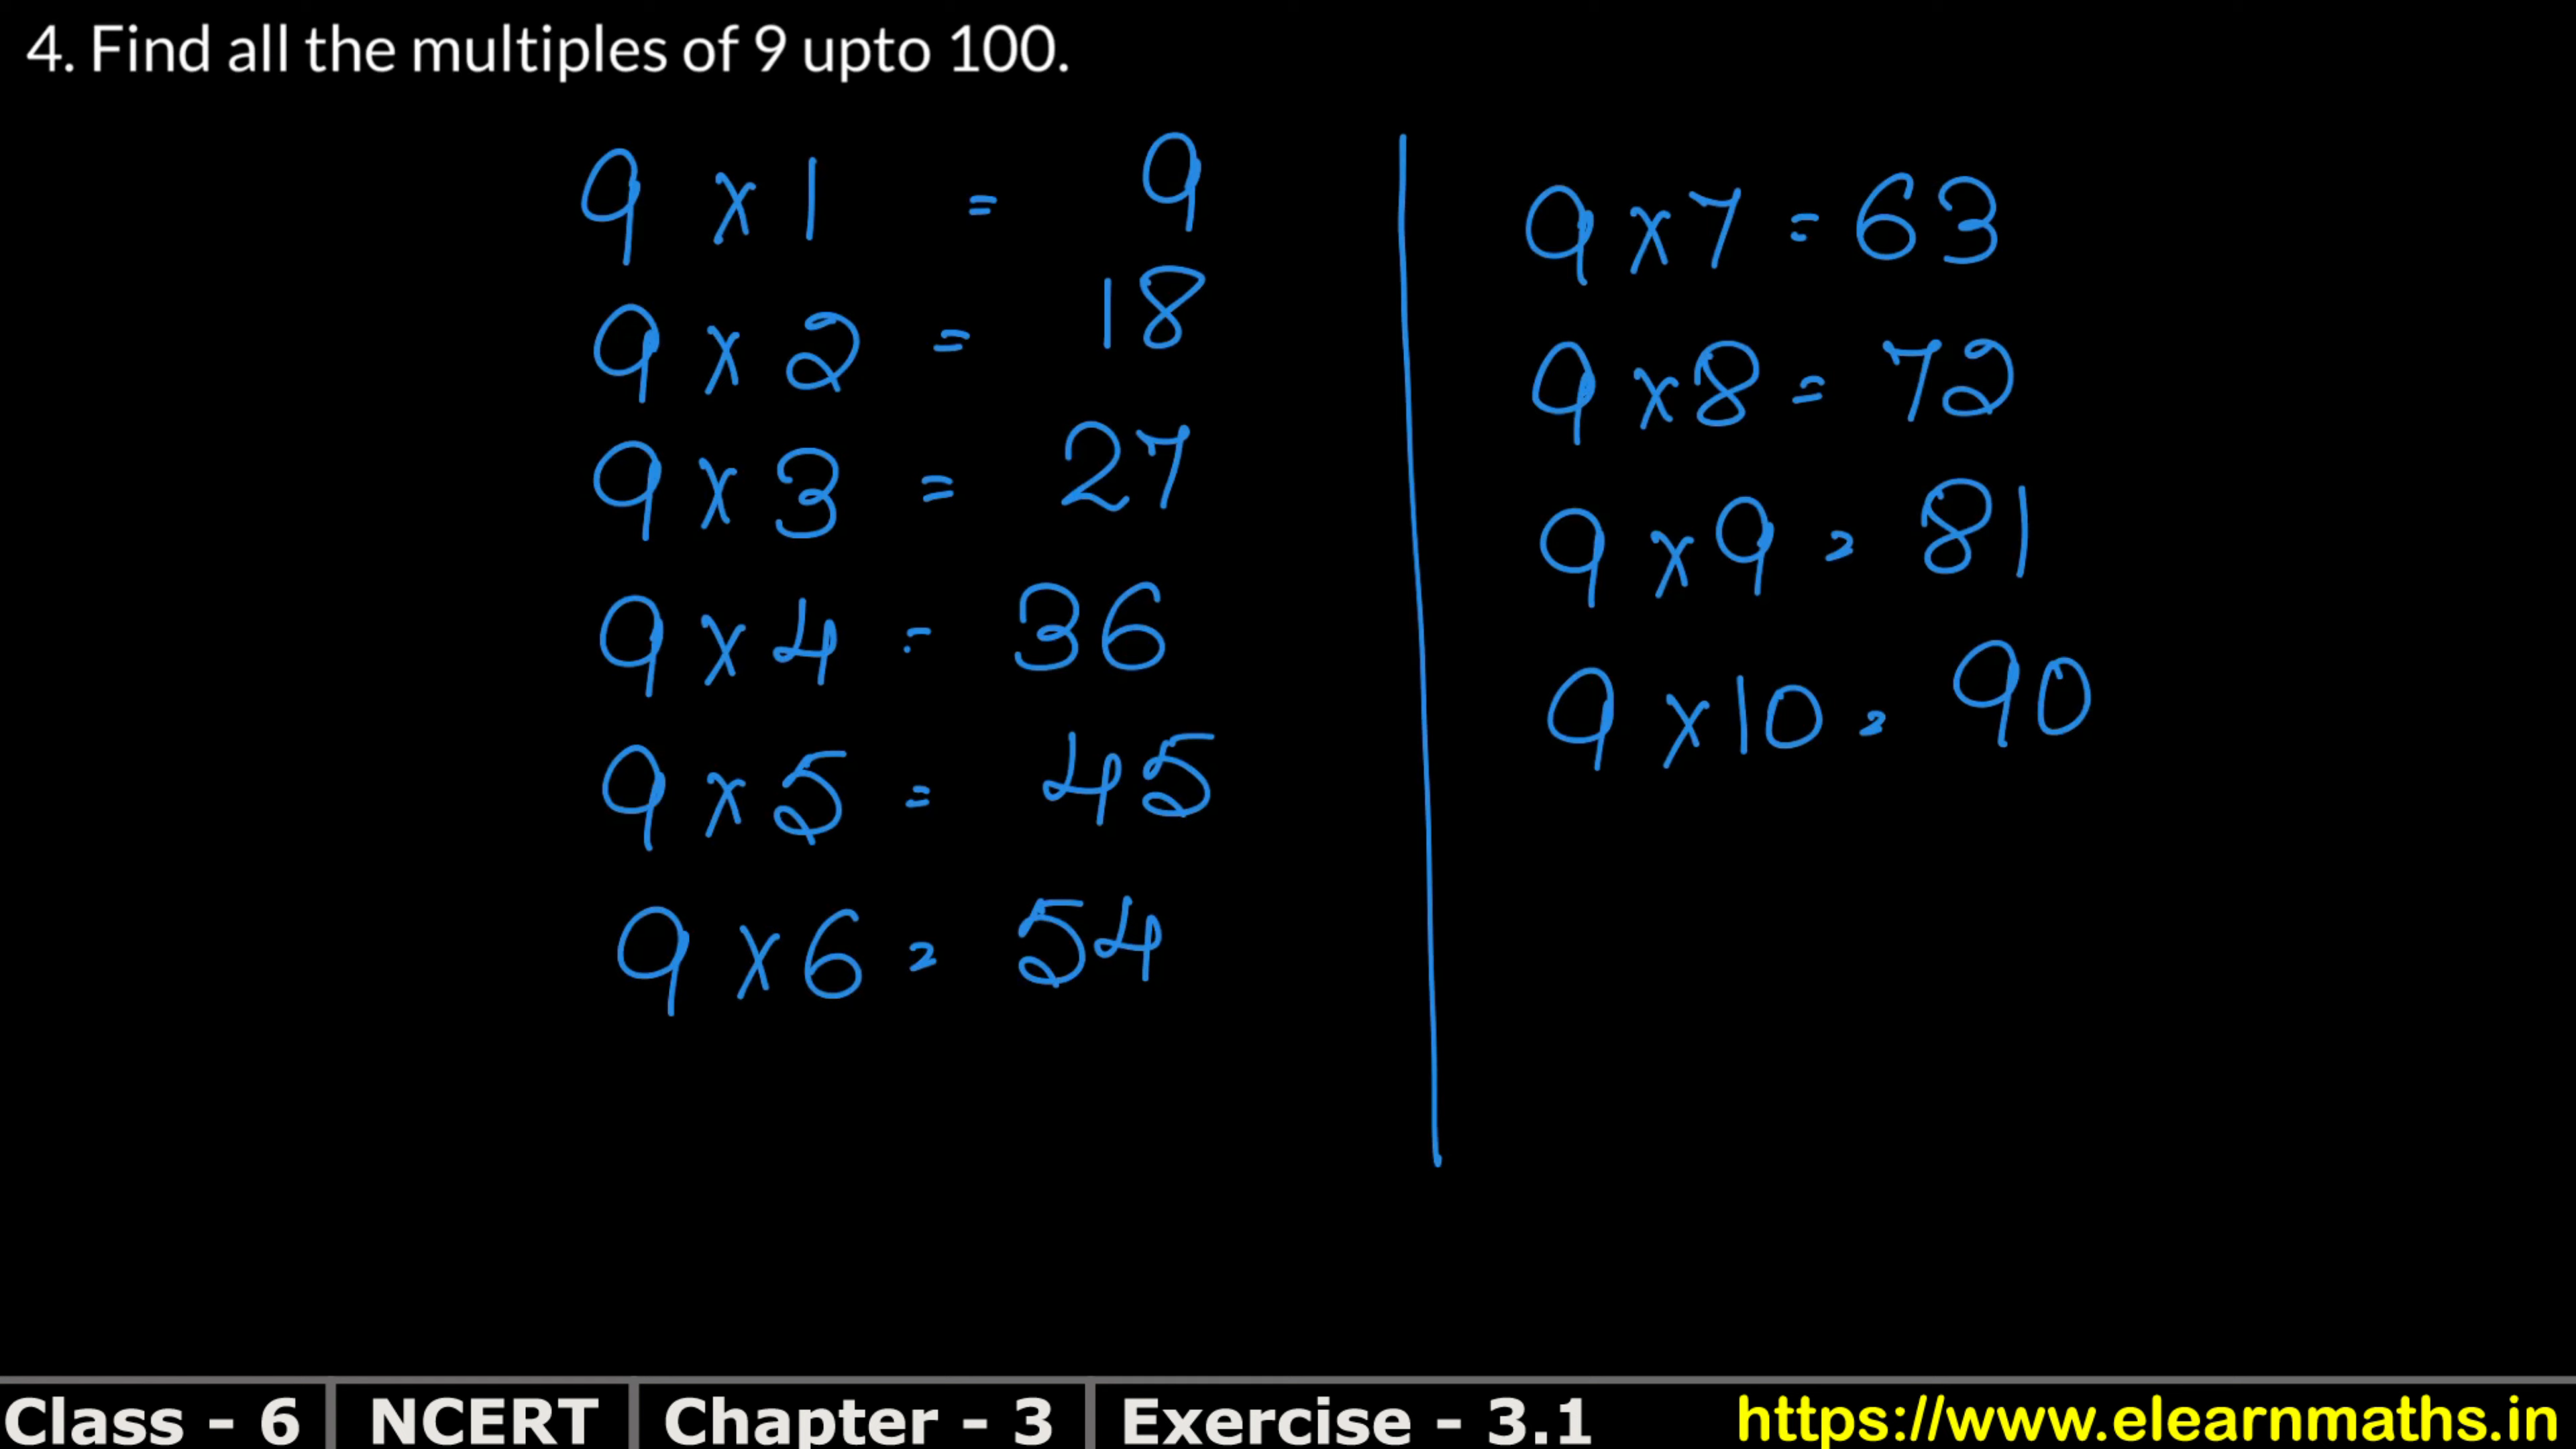 4. Find all the multiples of 9 upto 100.
9 x 1 = 9
9 x 2 = 18
9 x 3 = 27
9 x 4 = 36
9 x 5 = 45
9 x 6 = 54
9 x 7 = 63
9 x 8 = 72
9 x 9 = 81
9 x 10 = 90
Class - 6 NCERT Chapter - 3 Exercise - 3.1 https://www.elearnmaths.in